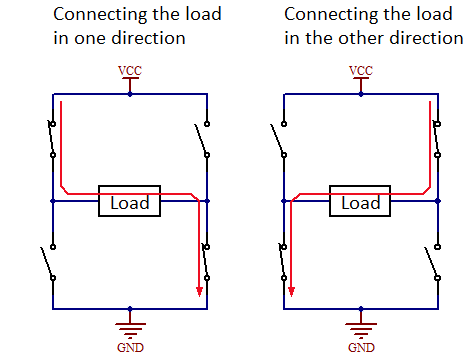 Connecting the load
in one direction
Connecting the load
in the other direction
VCC
VCC
Load
Load
GND
GND